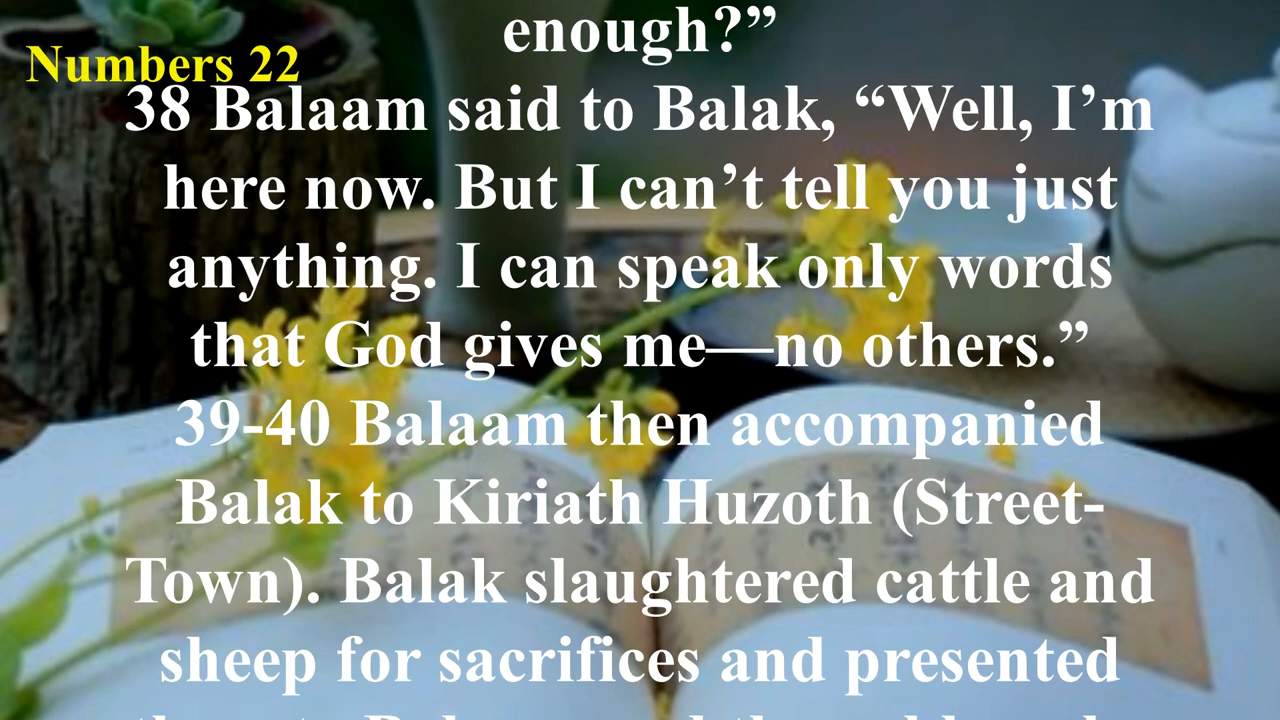 enough?”
Numbers 22
38 Balaam said to Balak, “Well, I’m
here now. But I can’t tell you just
anything. I can speak only words
that God gives me—no others.”
39-40 Balaam then accompanied
Balak to Kiriath Huzoth (Street-
Town). Balak slaughtered cattle and
sheep for sacrifices and presented